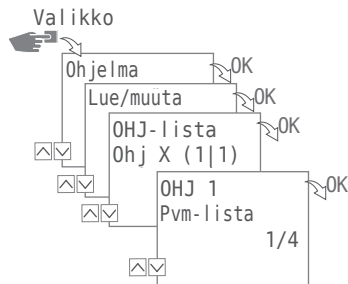 Valikko
Ohjelma
OK
Lue/muuta
OK
OHJ-lista
OK
Ohj X (1|1)
OHJ 1
OK
Pvm-lista
1/4